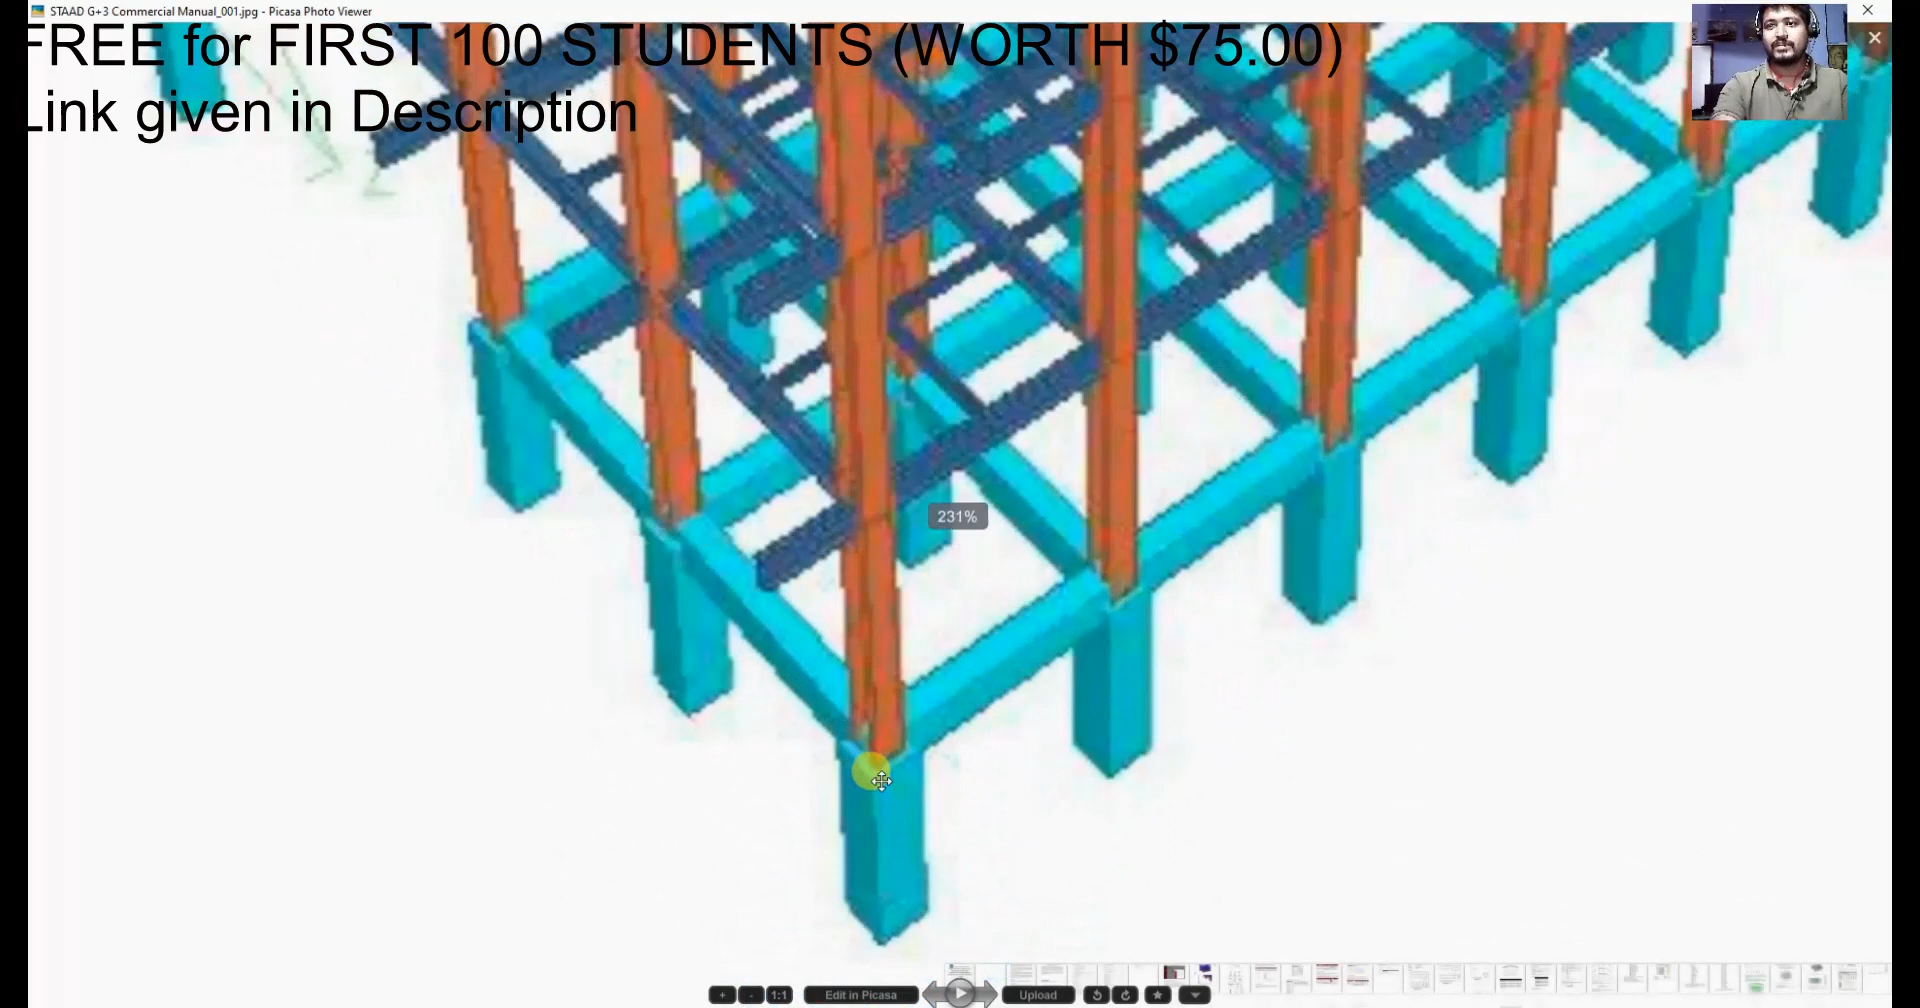 STAAD G+3 Commercial Manual_001.jpg - Picasa Photo Viewer
FREE for FIRST 100 STUDENTS (WORTH $75.00)
Link given in Description
231%
1:1
Edit in Picasa
Upload